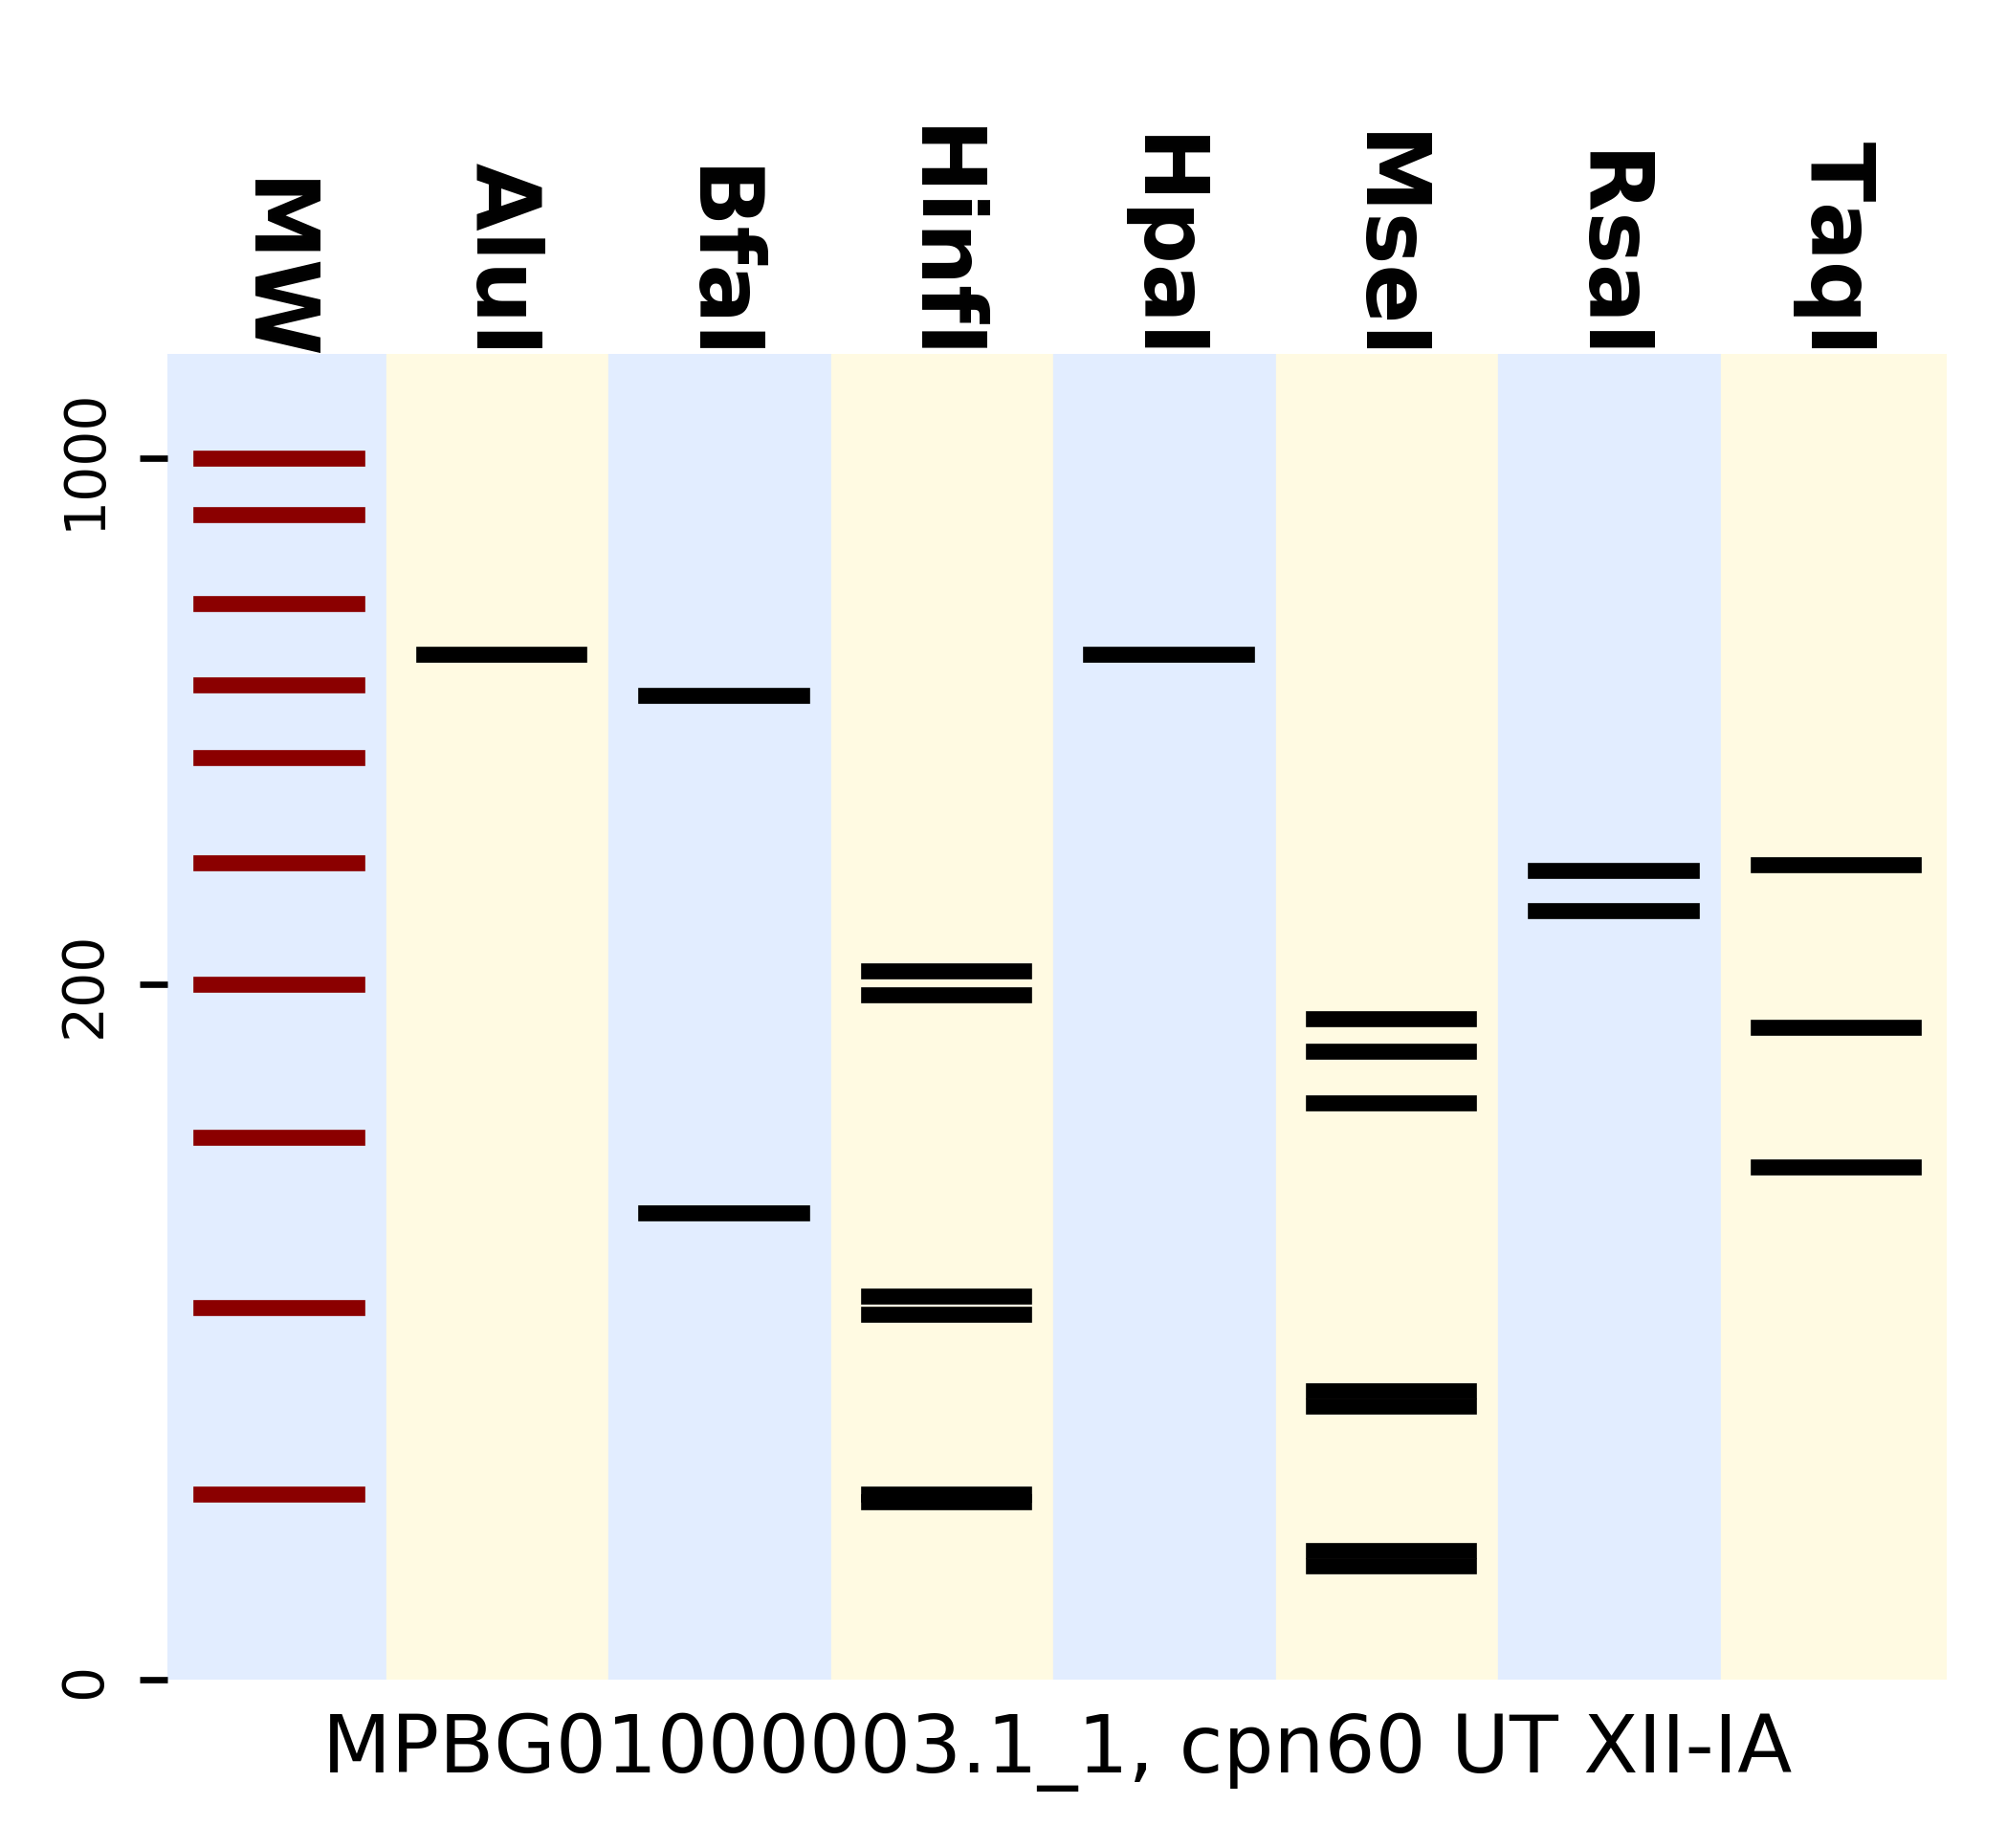 MW
AluI
BfaI
HinfI
HpaI
MseI
RsaI
TaqI
1000
200
0
MPBG01000003.1_1, cpn60 UT XII-IA